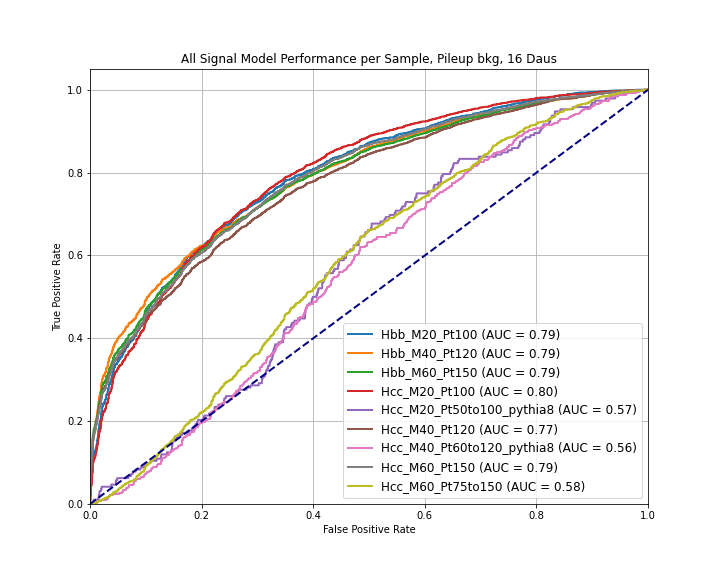 All Signal Model Performance per Sample, Pileup bkg, 16 Daus
True Positive Rate
1.0
0.8
0.6
0.4
0.2
0.0
Hbb_M20_Pt100 (AUC = 0.79)
Hbb_M40_Pt120 (AUC = 0.79)
Hbb_M60_Pt150 (AUC = 0.79)
Hcc_M20_Pt100 (AUC = 0.80)
Hcc_M20_Pt50to100_pythia8 (AUC = 0.57)
Hcc_M40_Pt120 (AUC = 0.77)
Hcc_M40_Pt60to120_pythia8 (AUC = 0.56)
Hcc_M60_Pt150 (AUC = 0.79)
Hcc_M60_Pt75to150 (AUC = 0.58)
0.0 0.2 0.4 0.6 0.8 1.0
False Positive Rate